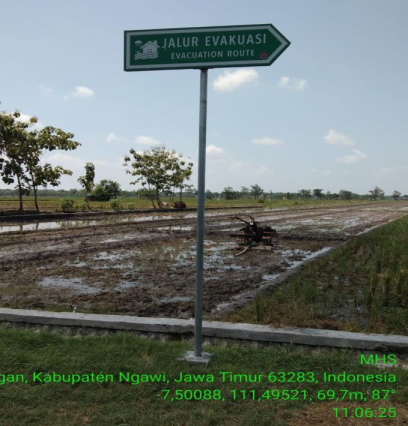 JALUR EVAKUASI
EVACUATION ROUTE
MHS
gan, Kabupaten Ngawi, Jawa Timur 63283, Indonesia
-7,50088, 111,49521, 69,7m, 87°
11.06.25